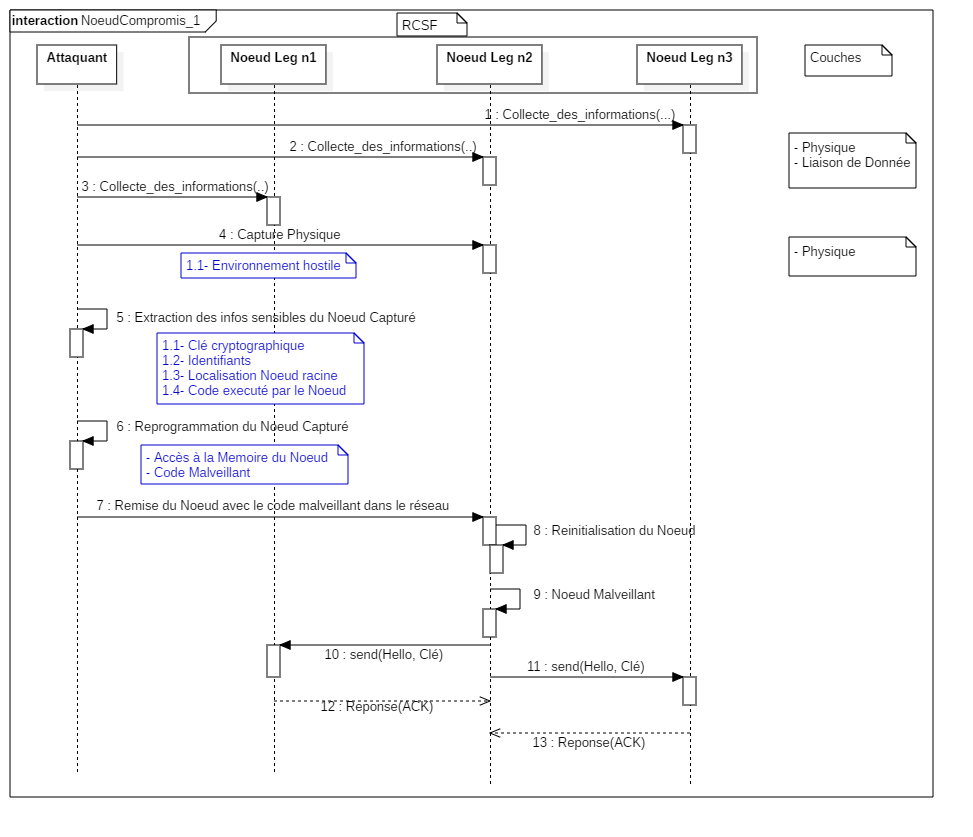 interaction NoeudCompromis_1
RCSF
Attaquant
Noeud Leg n1
Noeud Leg n2
Noeud Leg n3
Couches
1 : Collecte_des_informations(...)
2 : Collecte_des_informations(..)
- Physique
- Liaison de Donnée
3 : Collecte_des_informations(..)
4 : Capture Physique
- Physique
1.1- Environnement hostile
5 : Extraction des infos sensibles du Noeud Capturé
1.1- Clé cryptographique
1.2- Identifiants
1.3- Localisation Noeud racine
1.4- Code executé par le Noeud
6 : Reprogrammation du Noeud Capturé
- Accès à la Memoire du Noeud
- Code Malveillant
7 : Remise du Noeud avec le code malveillant dans le réseau
8 : Reinitialisation du Noeud
9 : Noeud Malveillant
10 : send(Hello, Clé)
11 : send(Hello, Clé)
12 : Reponse(ACK)
13 : Reponse(ACK)